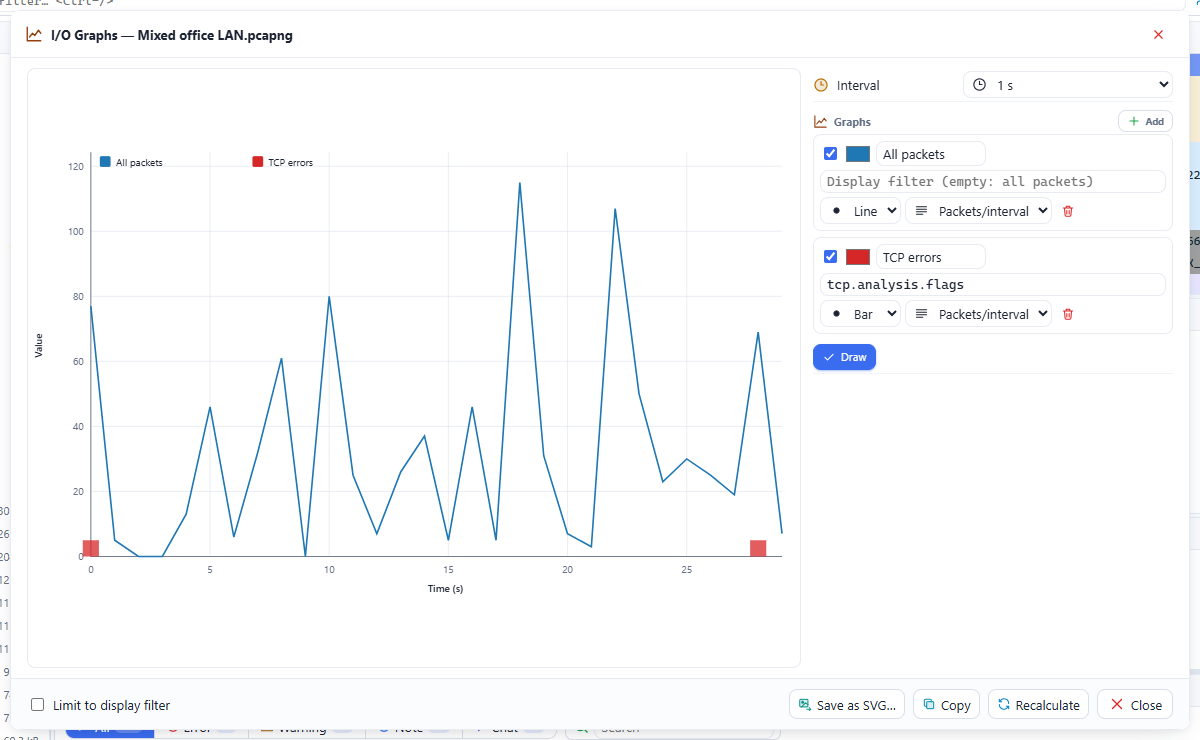 I/O Graphs — Mixed office LAN.pcapng
Interval
1 s
Graphs
Add
All packets
Display filter (empty: all packets)
Line
Packets/interval
TCP errors
tcp.analysis.flags
Bar
Packets/interval
Draw
All packets
TCP errors
120
100
80
60
40
20
0
Value
0
5
10
15
20
25
Time (s)
Limit to display filter
Save as SVG...
Copy
Recalculate
Close